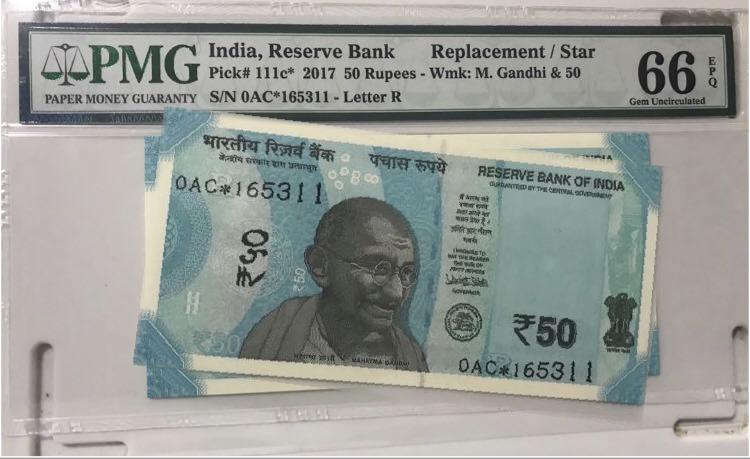 PMG
PAPER MONEY GUARANTY
India, Reserve Bank Replacement / Star
Pick# 111c* 2017 50 Rupees - Wmk: M. Gandhi & 50
S/N 0AC*165311 - Letter R
66 EPQ
Gem Uncirculated
भारतीय रिज़र्व बैंक पचास रुपये
केन्द्रीय सरकार द्वारा प्रत्याभूत
RESERVE BANK OF INDIA
GUARANTEED BY THE CENTRAL GOVERNMENT
0AC*165311
₹५०
₹50
I PROMISE TO
PAY THE BEARER
THE SUM OF
FIFTY RUPEES
GOVERNOR
₹50
₹50
महात्मा गांधी MAHATMA GANDHI
0AC*165311